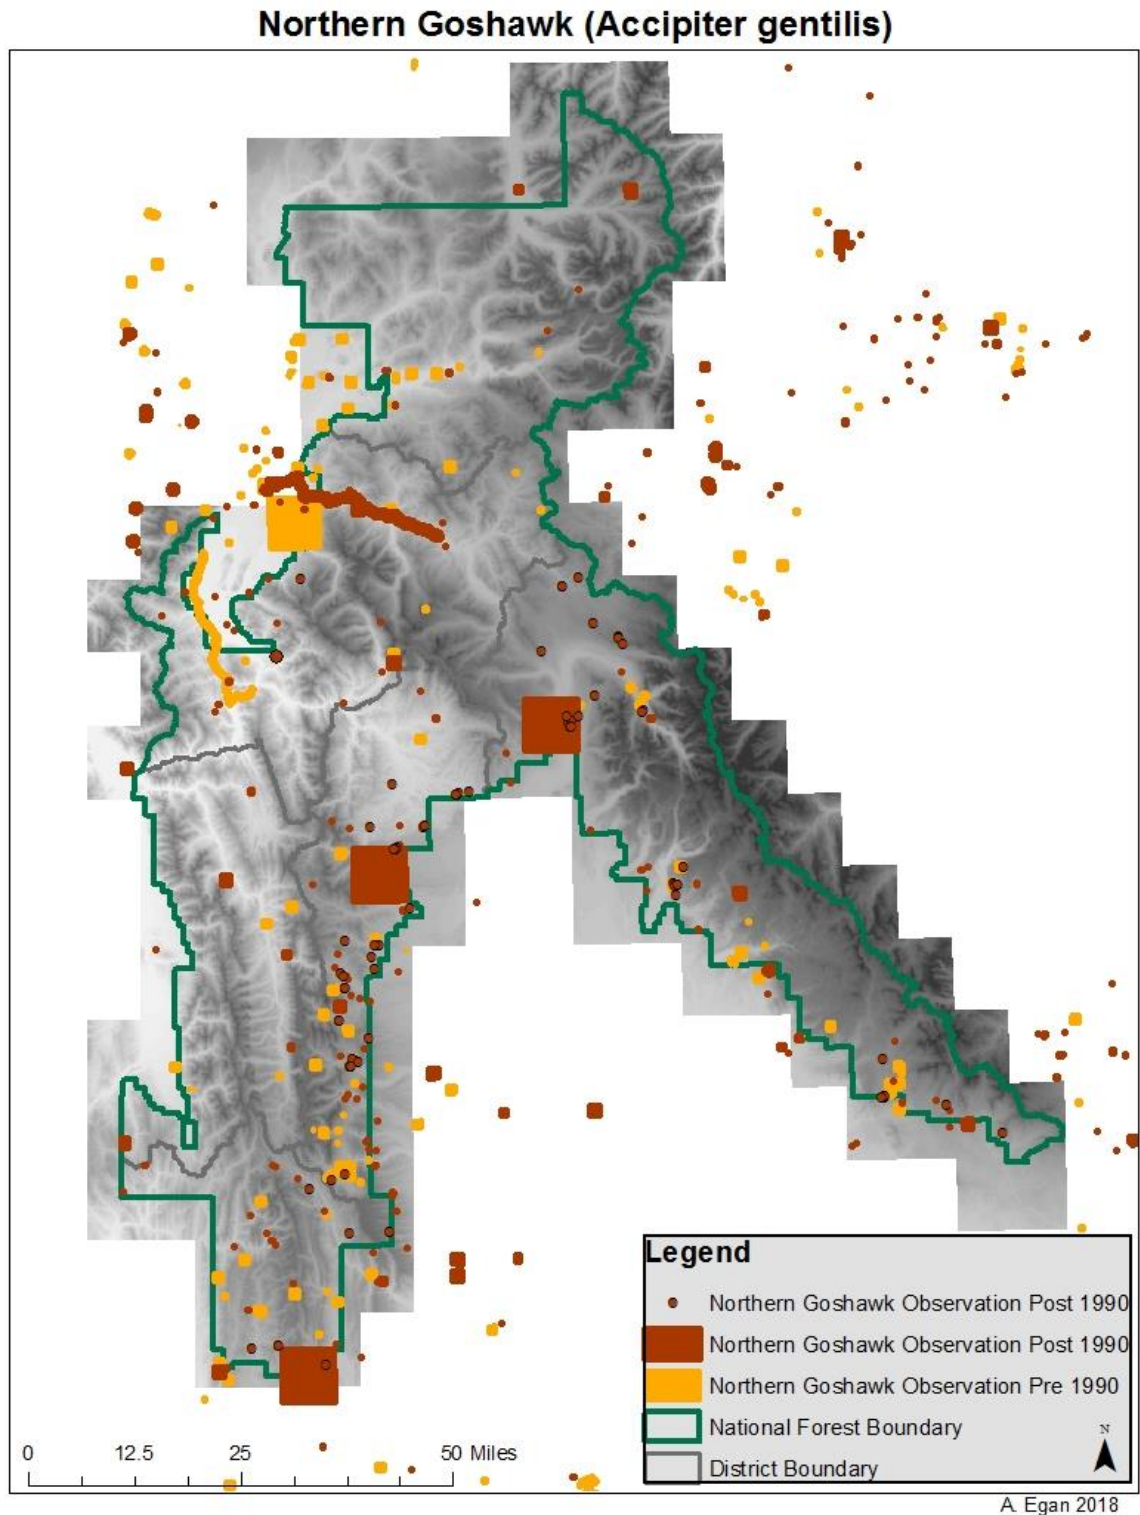 Northern Goshawk (Accipiter gentilis)
Legend
Northern Goshawk Observation Post 1990
Northern Goshawk Observation Post 1990
Northern Goshawk Observation Pre 1990
National Forest Boundary
District Boundary
N
0 12.5 25 50 Miles
A. Egan 2018